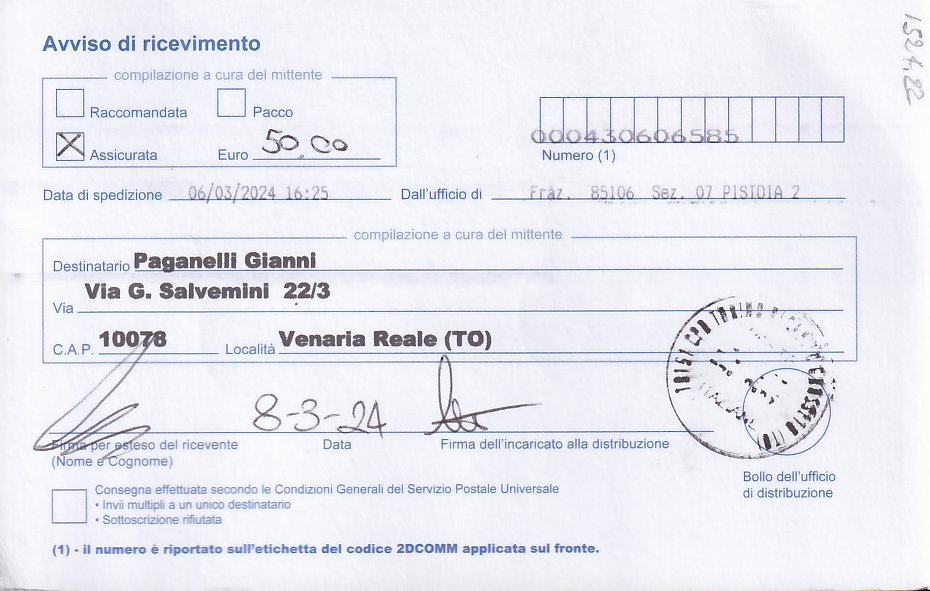 Avviso di ricevimento
compilazione a cura del mittente
Raccomandata Pacco
Assicurata Euro 50,00
000430606585
Numero (1)
Data di spedizione 06/03/2024 16:25 Dall'ufficio di Fraz. 85106 Sez. 07 PISIDIA 2
compilazione a cura del mittente
Destinatario Paganelli Gianni
Via Via G. Salvemini 22/3
C.A.P. 10078 Località Venaria Reale (TO)
8-3-24
Firma per esteso del ricevente Data Firma dell'incaricato alla distribuzione
(Nome e Cognome)
Bollo dell'ufficio
di distribuzione
Consegna effettuata secondo le Condizioni Generali del Servizio Postale Universale
• Invii multipli a un unico destinatario
• Sottoscrizione rifiutata
(1) - il numero è riportato sull'etichetta del codice 2DCOMM applicata sul fronte.